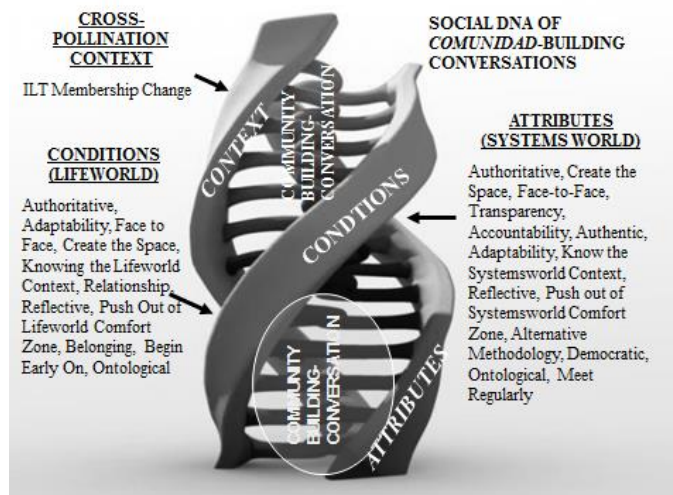 CROSS-
POLLINATION
CONTEXT
ILT Membership Change
SOCIAL DNA OF
COMUNIDAD-BUILDING
CONVERSATIONS
CONDITIONS
(LIFEWORLD)
Authoritative,
Adaptability, Face to
Face, Create the Space,
Knowing the Lifeworld
Context, Relationship,
Reflective, Push Out of
Lifeworld Comfort
Zone, Belonging, Begin
Early On, Ontological
ATTRIBUTES
(SYSTEMS WORLD)
Authoritative, Create the
Space, Face-to-Face,
Transparency,
Accountability, Authentic,
Adaptability, Know the
Systemsworld Context,
Reflective, Push out of
Systemsworld Comfort
Zone, Alternative
Methodology, Democratic,
Ontological, Meet
Regularly
CONTEXT
COMMUNITY
BUILDING-
CONVERSATION
CONDTIONS
COMMUNITY
BUILDING-
CONVERSATION
ATTRIBUTES